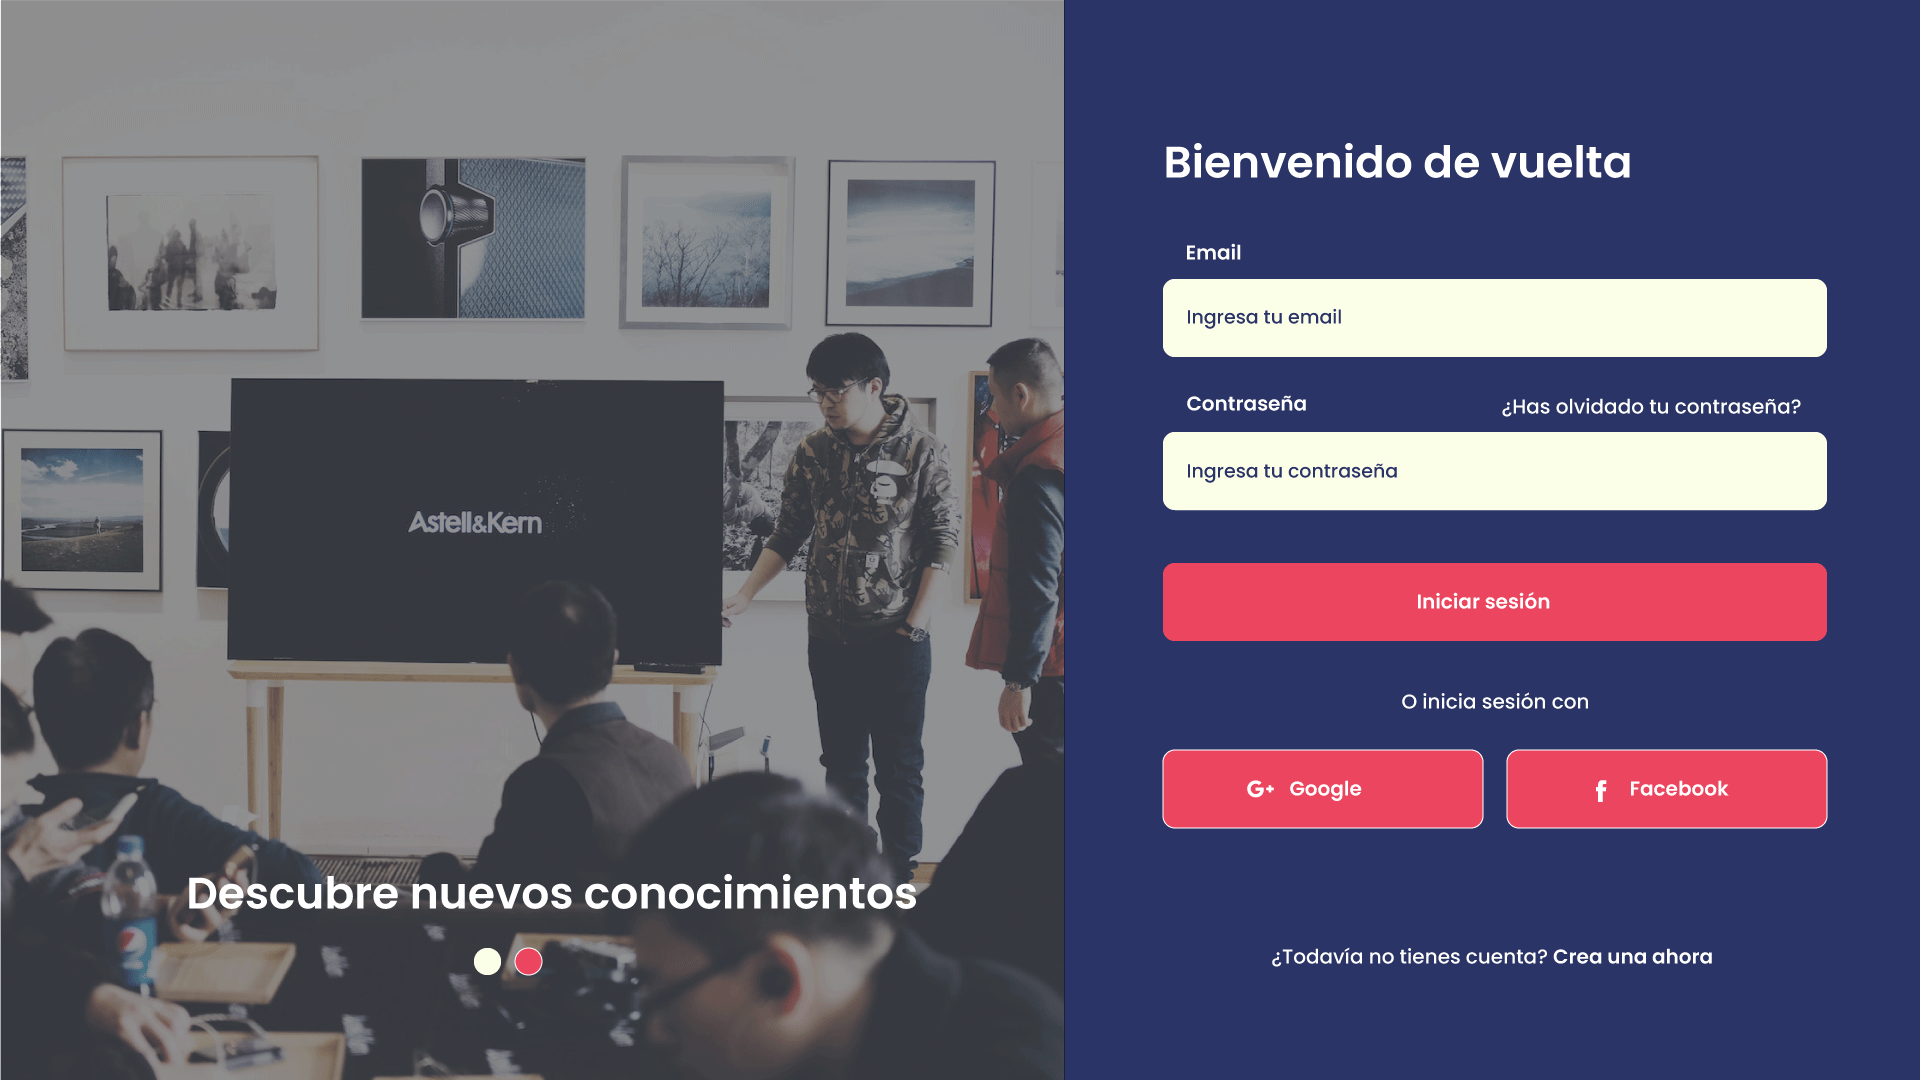 Astell&Kern
Descubre nuevos conocimientos
Bienvenido de vuelta
Email
Ingresa tu email
Contraseña
¿Has olvidado tu contraseña?
Ingresa tu contraseña
Iniciar sesión
O inicia sesión con
G+ Google
f Facebook
¿Todavía no tienes cuenta? Crea una ahora